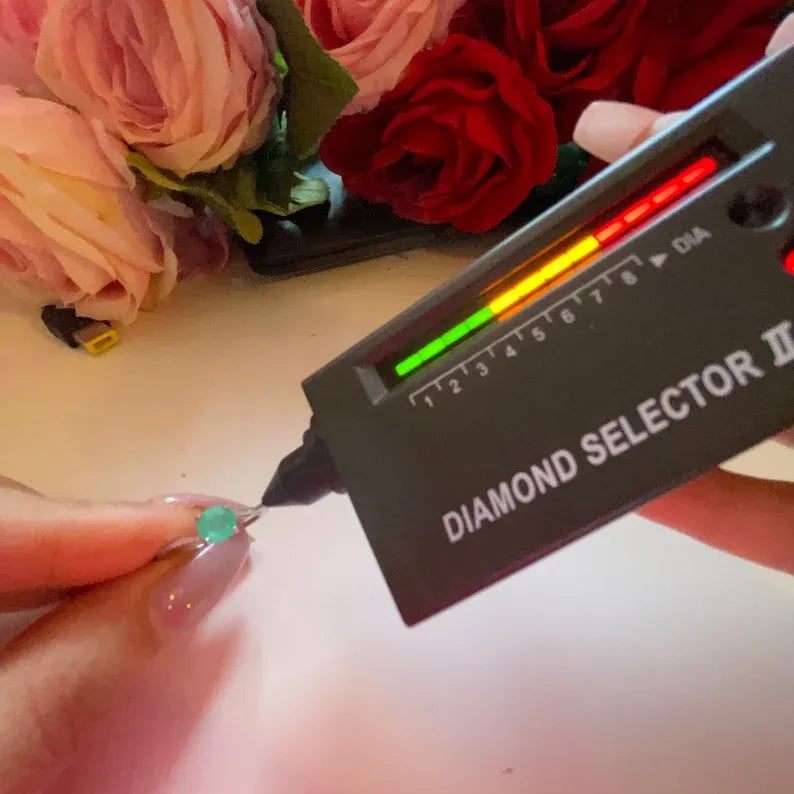 1 2 3 4 5 6 7 8 ► DIA
DIAMOND SELECTOR II